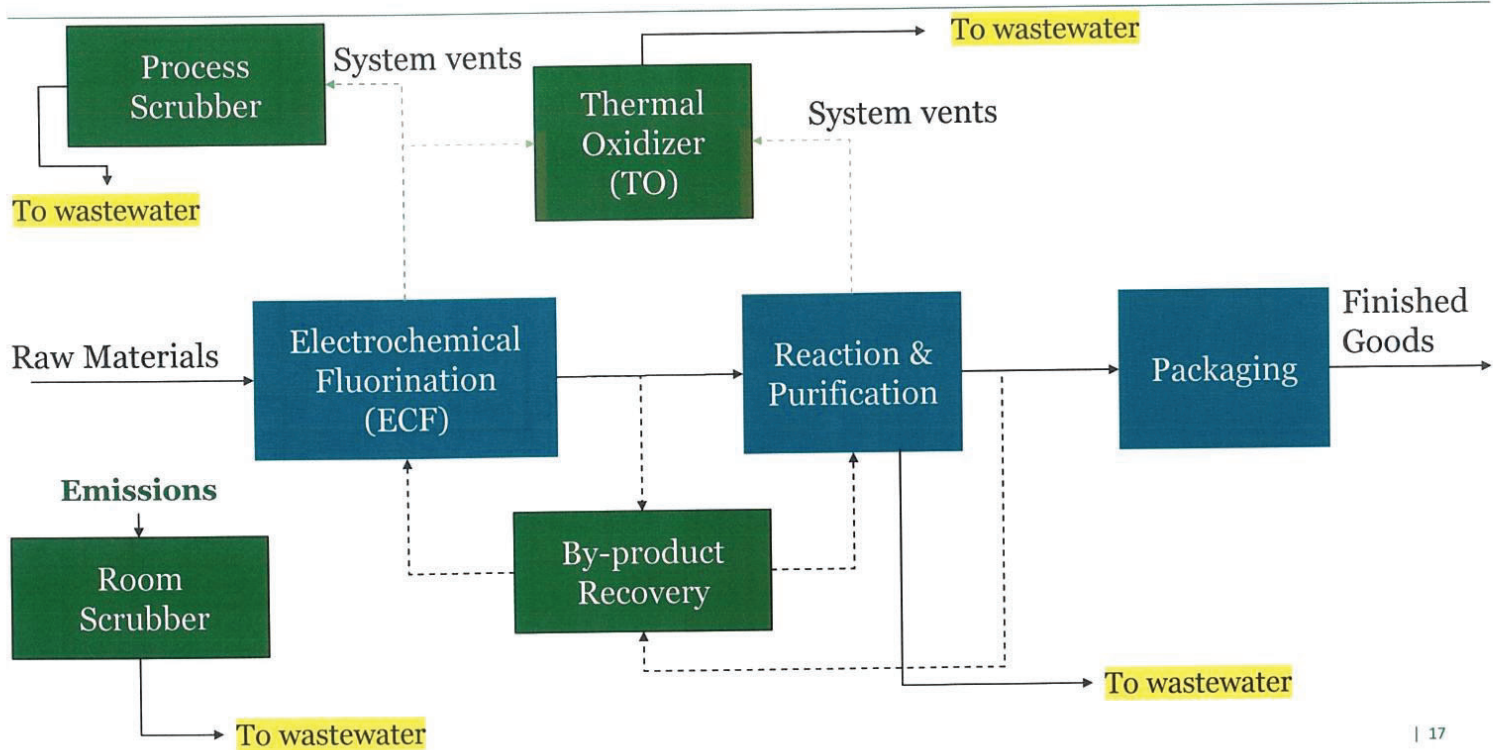 Process
Scrubber
System vents
To wastewater
Thermal
Oxidizer
(TO)
System vents
To wastewater
Raw Materials
Electrochemical
Fluorination
(ECF)
Reaction &
Purification
Packaging
Finished
Goods
Emissions
Room
Scrubber
By-product
Recovery
To wastewater
To wastewater
| 17